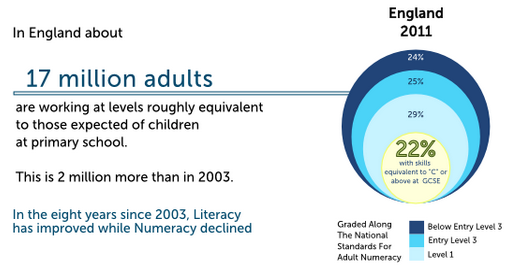 In England about
17 million adults
are working at levels roughly equivalent
to those expected of children
at primary school.
This is 2 million more than in 2003.
In the eight years since 2003, Literacy
has improved while Numeracy declined
England
2011
24%
25%
29%
22%
with skills
equivalent to "C" or
above at GCSE
Graded Along
The National
Standards For
Adult Numeracy
Below Entry Level 3
Entry Level 3
Level 1